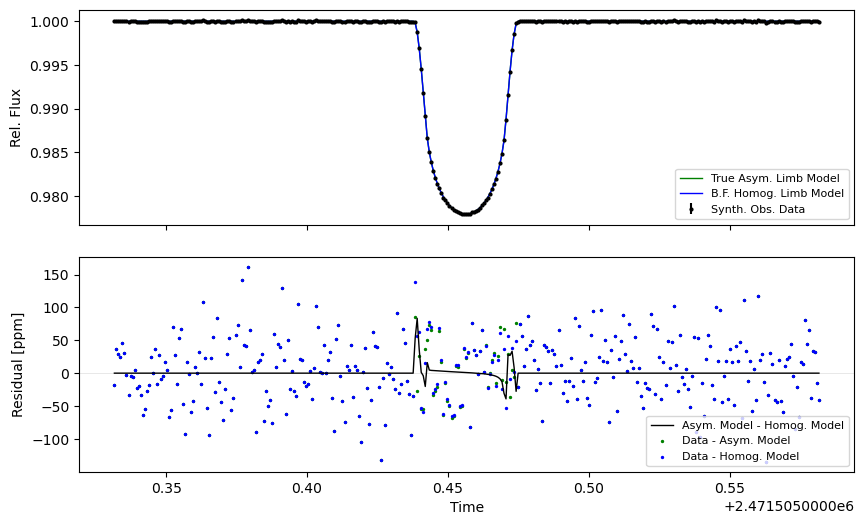 1.000
0.995
0.990
0.985
0.980
Rel. Flux
True Asym. Limb Model
B.F. Homog. Limb Model
Synth. Obs. Data
150
100
50
0
−50
−100
Residual [ppm]
Asym. Model - Homog. Model
Data - Asym. Model
Data - Homog. Model
0.35
0.40
0.45
0.50
0.55
Time
+2.4715050000e6